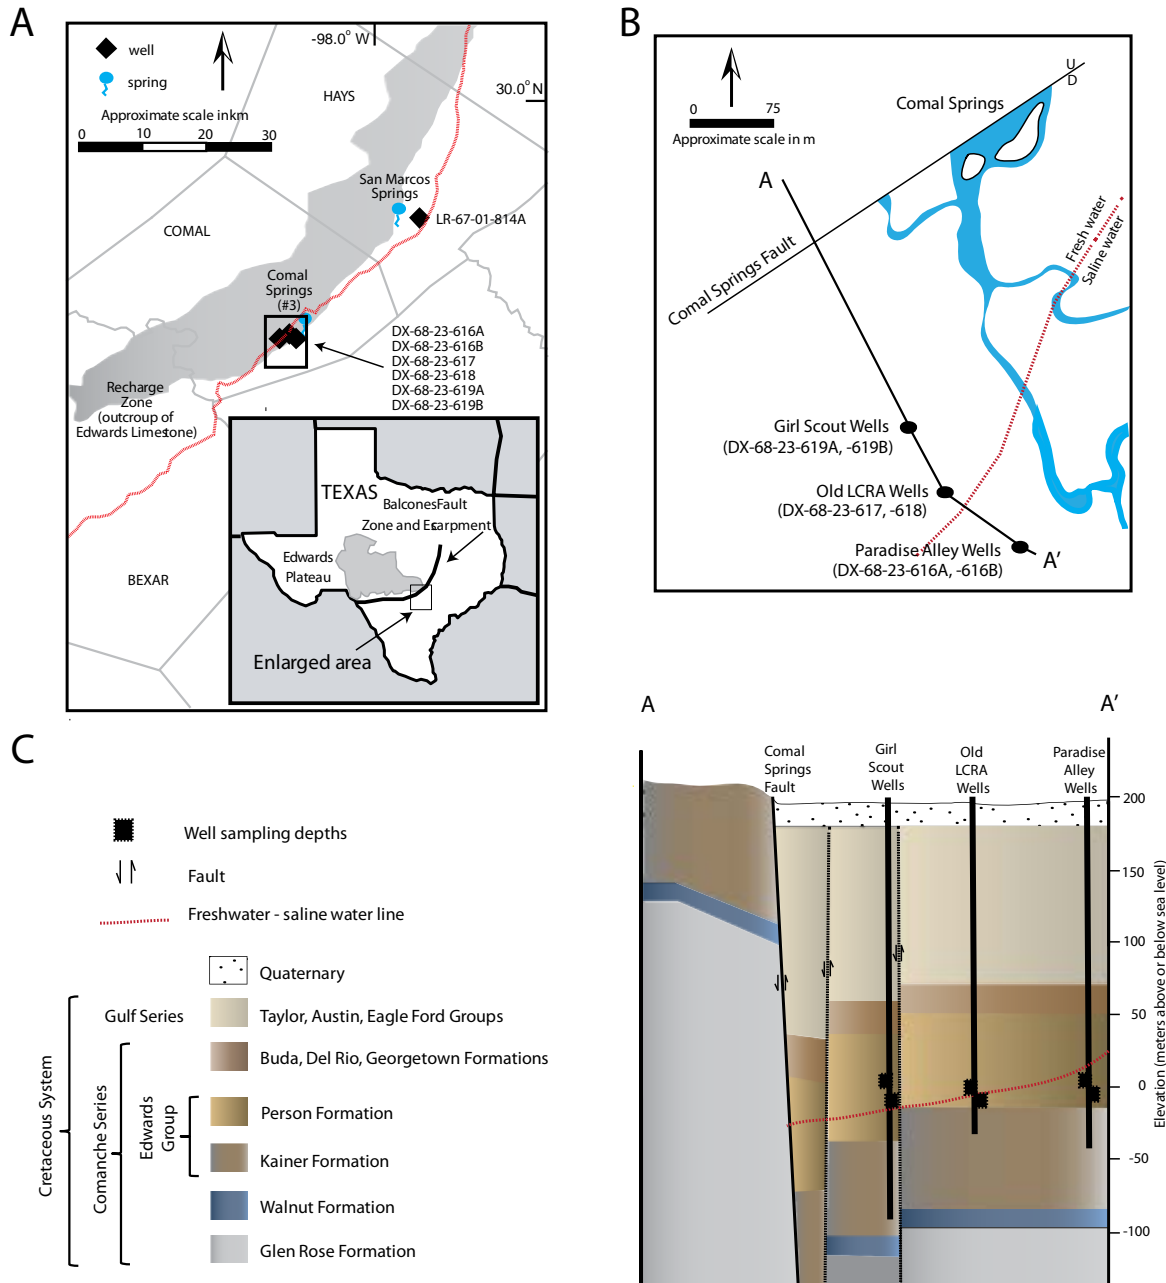 A
-98.0° W
well
spring
30.0° N
HAYS
Approximate scale inkm
0 10 20 30
San Marcos
Springs
LR-67-01-814A
COMAL
Comal
Springs
(#3)
DX-68-23-616A
DX-68-23-616B
DX-68-23-617
DX-68-23-618
DX-68-23-619A
DX-68-23-619B
Recharge
Zone
(outcroup of
Edwards Limestone)
TEXAS
BalconesFault
Zone and Escarpment
Edwards
Plateau
BEXAR
Enlarged area
B
U
D
0 75
Approximate scale in m
Comal Springs
A
Fresh water
Saline water
Comal Springs Fault
Girl Scout Wells
(DX-68-23-619A, -619B)
Old LCRA Wells
(DX-68-23-617, -618)
Paradise Alley Wells
(DX-68-23-616A, -616B)
A'
C
Well sampling depths
Fault
Freshwater - saline water line
Quaternary
Gulf Series
Taylor, Austin, Eagle Ford Groups
Buda, Del Rio, Georgetown Formations
Person Formation
Kainer Formation
Walnut Formation
Glen Rose Formation
Cretaceous System
Comanche Series
Edwards
Group
A
A'
Comal
Springs
Fault
Girl
Scout
Wells
Old
LCRA
Wells
Paradise
Alley
Wells
200
150
100
50
0
-50
-100
Elevation (meters above or below sea level)